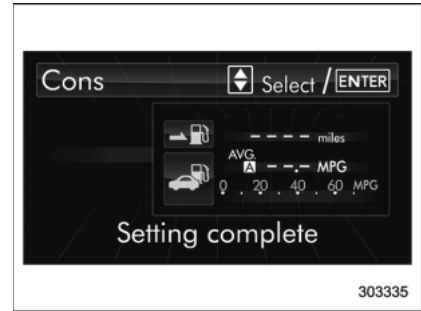 Cons Select / ENTER
---- miles
AVG.
A --.- MPG
0 . 20 . 40 . 60 . MPG
Setting complete
303335